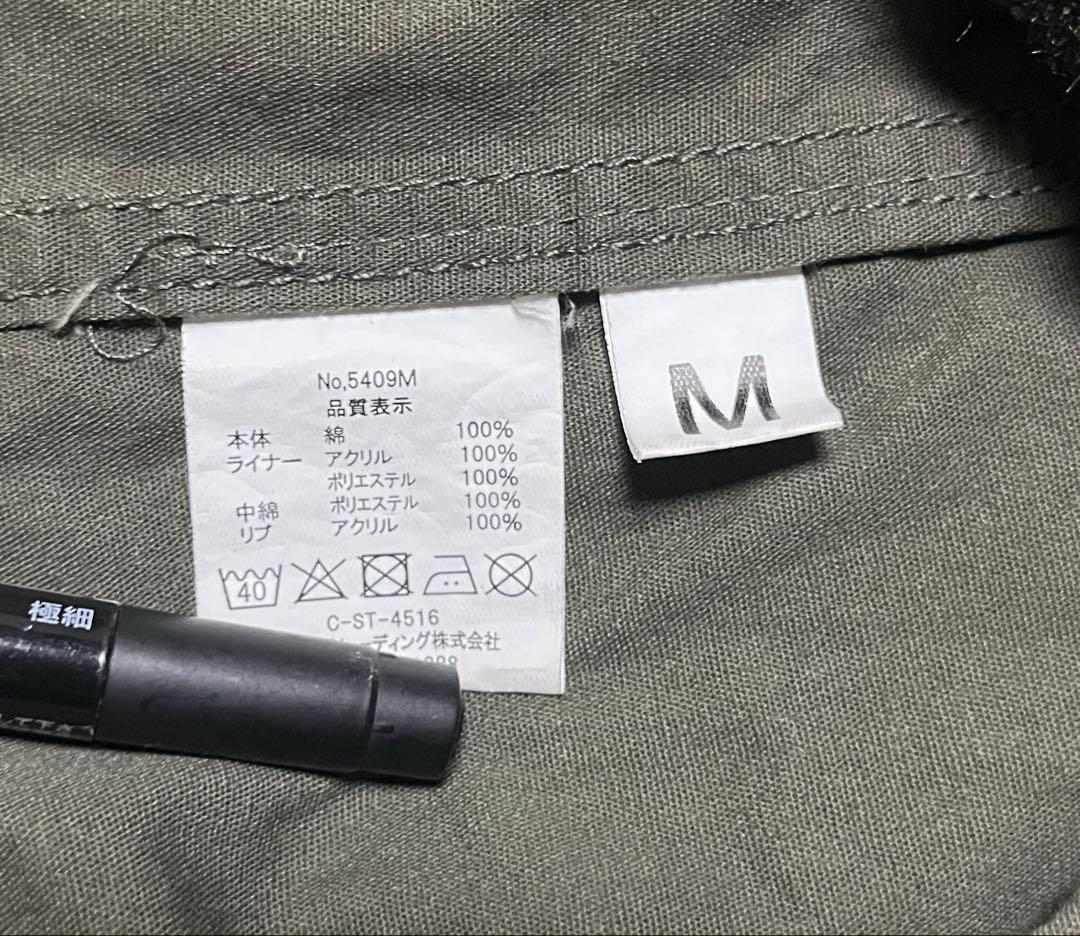 No,5409M
品質表示
本体 綿 100%
ライナー アクリル 100%
ポリエステル 100%
中綿 ポリエステル 100%
リブ アクリル 100%
40
C-ST-4516
ーディング株式会社
M
極細